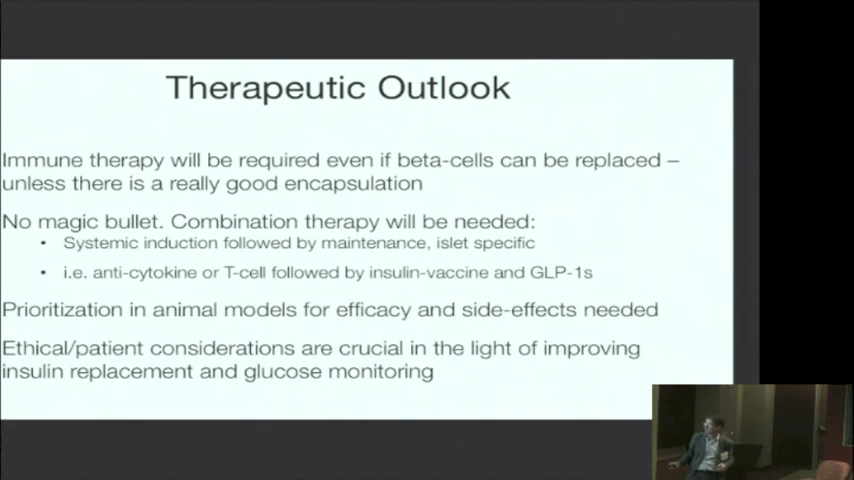 Therapeutic Outlook
Immune therapy will be required even if beta-cells can be replaced –
unless there is a really good encapsulation
No magic bullet. Combination therapy will be needed:
• Systemic induction followed by maintenance, islet specific
• i.e. anti-cytokine or T-cell followed by insulin-vaccine and GLP-1s
Prioritization in animal models for efficacy and side-effects needed
Ethical/patient considerations are crucial in the light of improving
insulin replacement and glucose monitoring